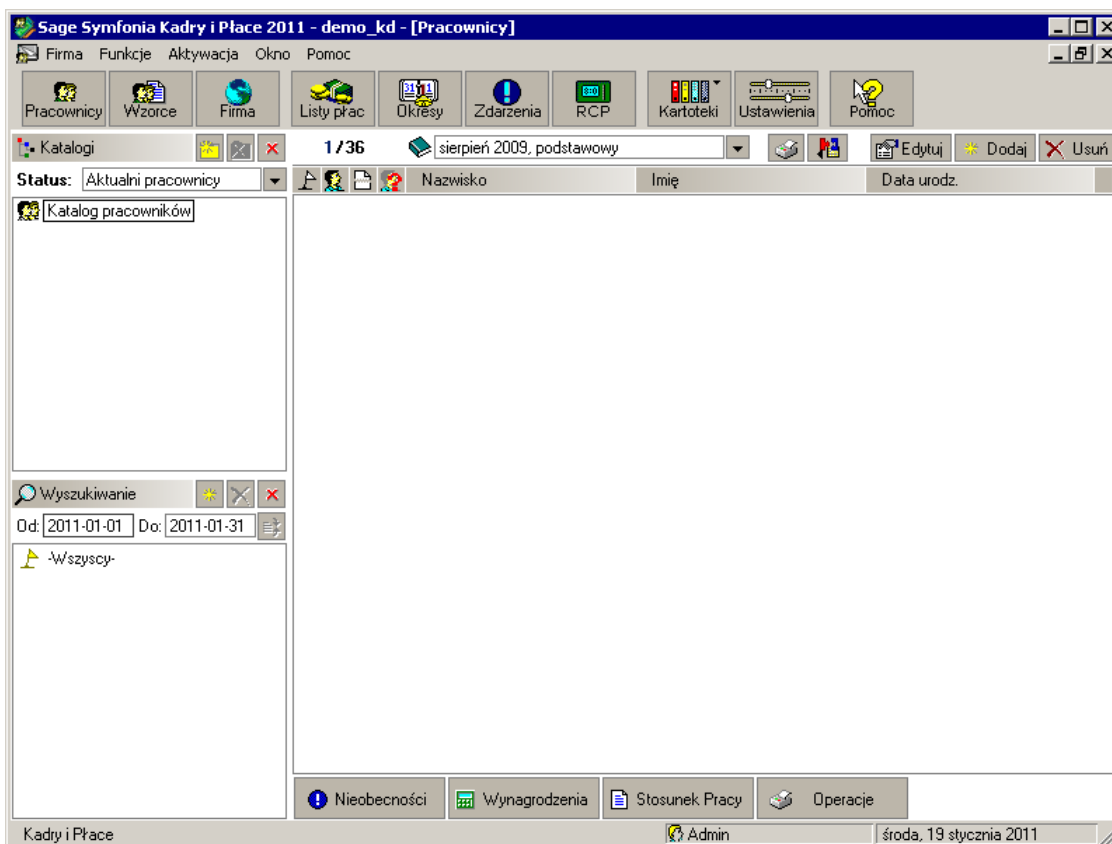 Sage Symfonia Kadry i Płace 2011 - demo_kd - [Pracownicy]
Firma Funkcje Aktywacja Okno Pomoc
Pracownicy Wzorce Firma Listy płac Okresy Zdarzenia RCP Kartoteki Ustawienia Pomoc
Katalogi 1/36 sierpień 2009, podstawowy Edytuj Dodaj Usuń
Status: Aktualni pracownicy Nazwisko Imię Data urodz.
Katalog pracowników
Wyszukiwanie
Od: 2011-01-01 Do: 2011-01-31
-Wszyscy-
Nieobecności Wynagrodzenia Stosunek Pracy Operacje
Kadry i Płace Admin środa, 19 stycznia 2011